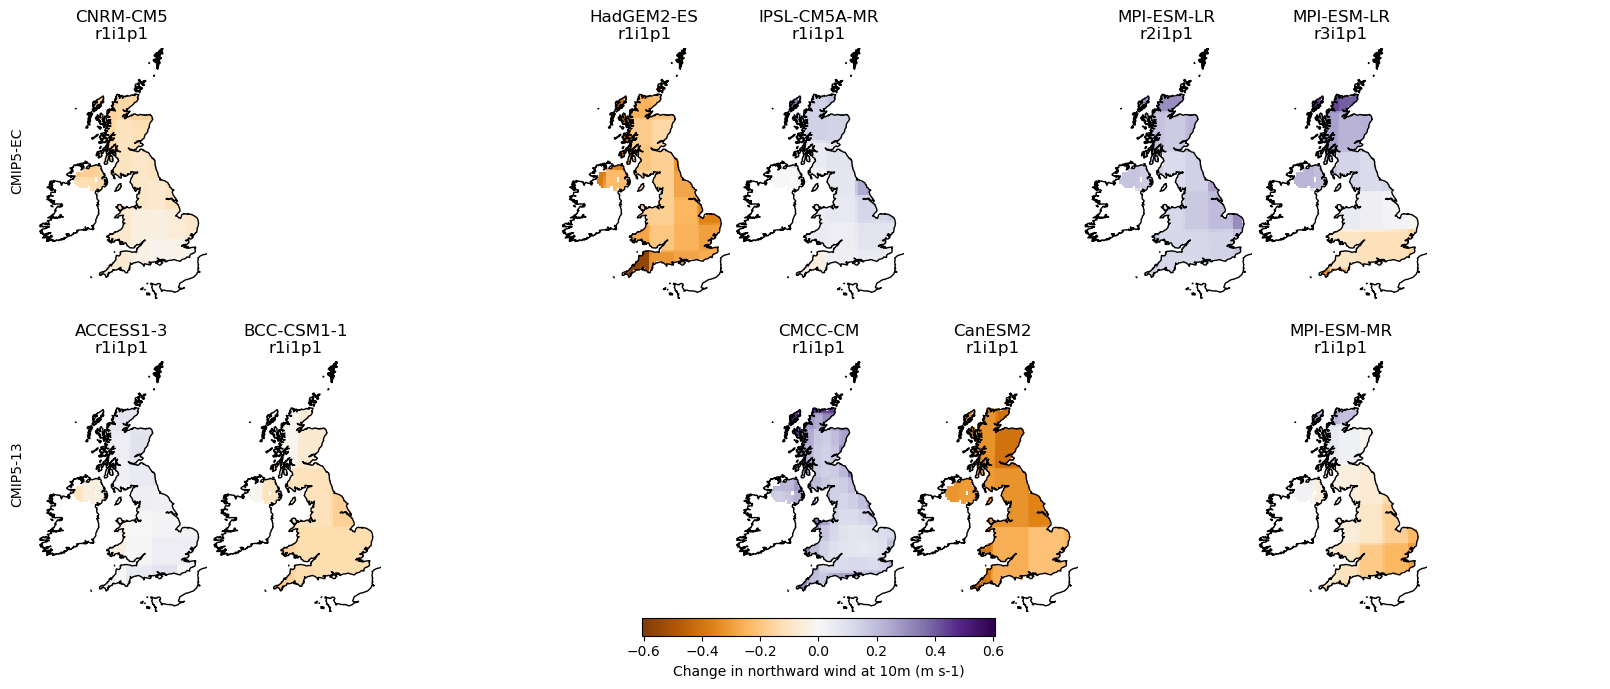 CNRM-CM5
r1i1p1
HadGEM2-ES
r1i1p1
IPSL-CM5A-MR
r1i1p1
MPI-ESM-LR
r2i1p1
MPI-ESM-LR
r3i1p1
CMIP5-EC
ACCESS1-3
r1i1p1
BCC-CSM1-1
r1i1p1
CMCC-CM
r1i1p1
CanESM2
r1i1p1
MPI-ESM-MR
r1i1p1
CMIP5-13
−0.6 −0.4 −0.2 0.0 0.2 0.4 0.6
Change in northward wind at 10m (m s-1)